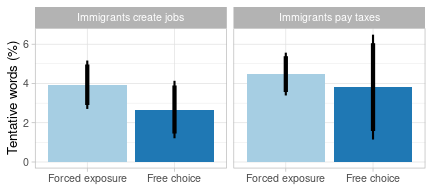 Immigrants create jobs
Immigrants pay taxes
Tentative words (%)
6
4
2
0
Forced exposure
Free choice
Forced exposure
Free choice